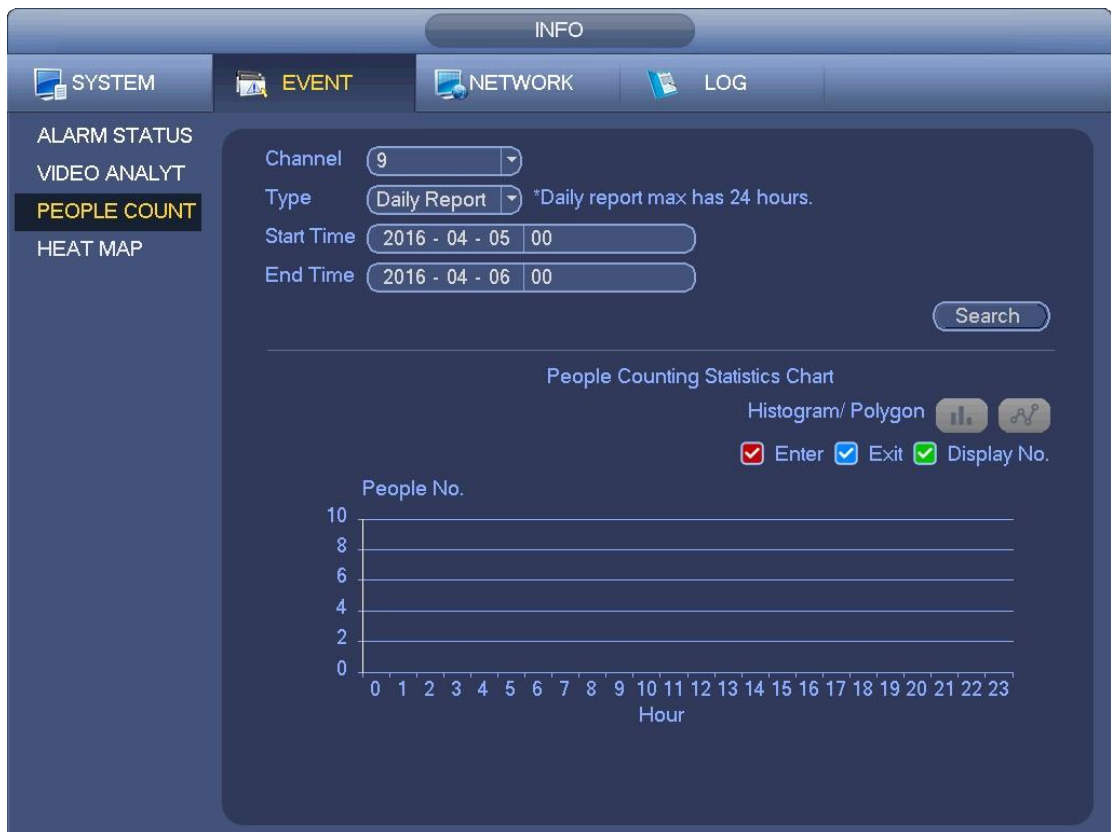 INFO
SYSTEM EVENT NETWORK LOG
ALARM STATUS
VIDEO ANALYT
PEOPLE COUNT
HEAT MAP
Channel 9
Type Daily Report *Daily report max has 24 hours.
Start Time 2016 - 04 - 05 00
End Time 2016 - 04 - 06 00
Search
People Counting Statistics Chart
Histogram/ Polygon
Enter Exit Display No.
People No.
10
8
6
4
2
0
0 1 2 3 4 5 6 7 8 9 10 11 12 13 14 15 16 17 18 19 20 21 22 23
Hour